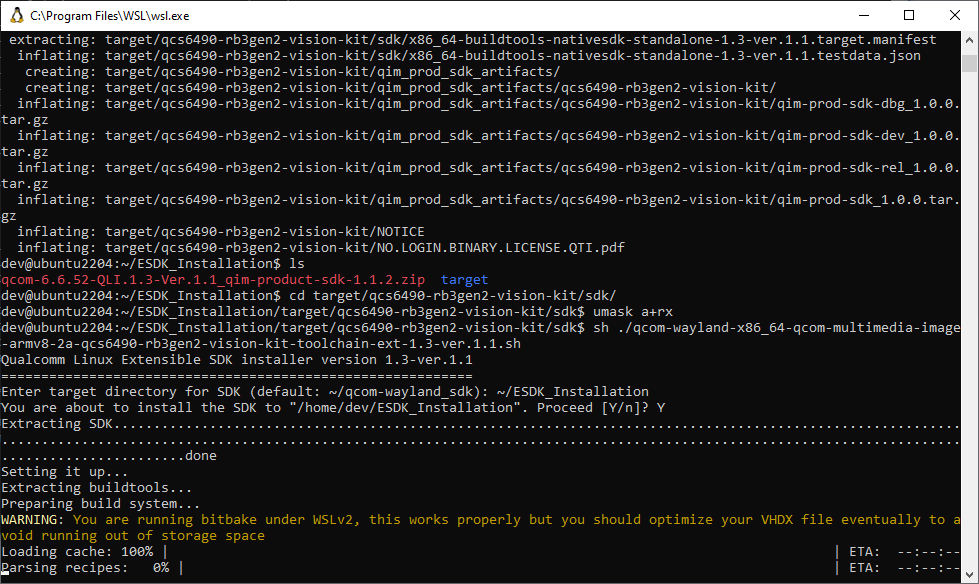 C:\Program Files\WSL\wsl.exe
extracting: target/qcs6490-rb3gen2-vision-kit/sdk/x86_64-buildtools-nativesdk-standalone-1.3-ver.1.1.target.manifest
inflating: target/qcs6490-rb3gen2-vision-kit/sdk/x86_64-buildtools-nativesdk-standalone-1.3-ver.1.1.testdata.json
creating: target/qcs6490-rb3gen2-vision-kit/qim_prod_sdk_artifacts/
creating: target/qcs6490-rb3gen2-vision-kit/qim_prod_sdk_artifacts/qcs6490-rb3gen2-vision-kit/
inflating: target/qcs6490-rb3gen2-vision-kit/qim_prod_sdk_artifacts/qcs6490-rb3gen2-vision-kit/qim-prod-sdk-dbg_1.0.0.
tar.gz
inflating: target/qcs6490-rb3gen2-vision-kit/qim_prod_sdk_artifacts/qcs6490-rb3gen2-vision-kit/qim-prod-sdk-dev_1.0.0.
tar.gz
inflating: target/qcs6490-rb3gen2-vision-kit/qim_prod_sdk_artifacts/qcs6490-rb3gen2-vision-kit/qim-prod-sdk-rel_1.0.0.
tar.gz
inflating: target/qcs6490-rb3gen2-vision-kit/qim_prod_sdk_artifacts/qcs6490-rb3gen2-vision-kit/qim-prod-sdk_1.0.0.tar.
gz
inflating: target/qcs6490-rb3gen2-vision-kit/NOTICE
inflating: target/qcs6490-rb3gen2-vision-kit/NO.LOGIN.BINARY.LICENSE.QTI.pdf
dev@ubuntu2204:~/ESDK_Installation$ ls
qcom-6.6.52-QLI.1.3-Ver.1.1_qim-product-sdk-1.1.2.zip  target
dev@ubuntu2204:~/ESDK_Installation$ cd target/qcs6490-rb3gen2-vision-kit/sdk/
dev@ubuntu2204:~/ESDK_Installation/target/qcs6490-rb3gen2-vision-kit/sdk$ umask a+rx
dev@ubuntu2204:~/ESDK_Installation/target/qcs6490-rb3gen2-vision-kit/sdk$ sh ./qcom-wayland-x86_64-qcom-multimedia-image
-armv8-2a-qcs6490-rb3gen2-vision-kit-toolchain-ext-1.3-ver.1.1.sh
Qualcomm Linux Extensible SDK installer version 1.3-ver.1.1
===========================================================
Enter target directory for SDK (default: ~/qcom-wayland_sdk): ~/ESDK_Installation
You are about to install the SDK to "/home/dev/ESDK_Installation". Proceed [Y/n]? Y
Extracting SDK..........................................................................................................
........................................................................................................................
.......................done
Setting it up...
Extracting buildtools...
Preparing build system...
WARNING: You are running bitbake under WSLv2, this works properly but you should optimize your VHDX file eventually to a
void running out of storage space
Loading cache: 100% | | ETA:  --:--:--
Parsing recipes:   0% | | ETA:  --:--:--